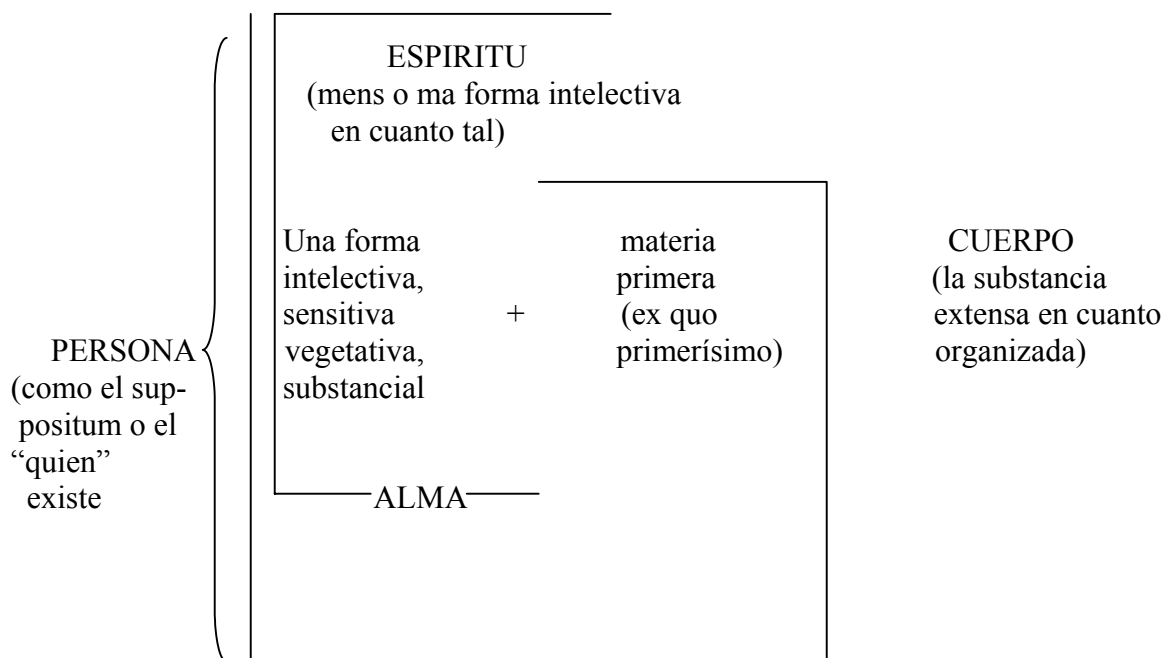 ESPIRITU
(mens o ma forma intelectiva
en cuanto tal)
Una forma
intelectiva,
sensitiva
vegetativa,
substancial
+
materia
primera
(ex quo
primerísimo)
CUERPO
(la substancia
extensa en cuanto
organizada)
PERSONA
(como el sup-
positum o el
“quien”
existe
ALMA